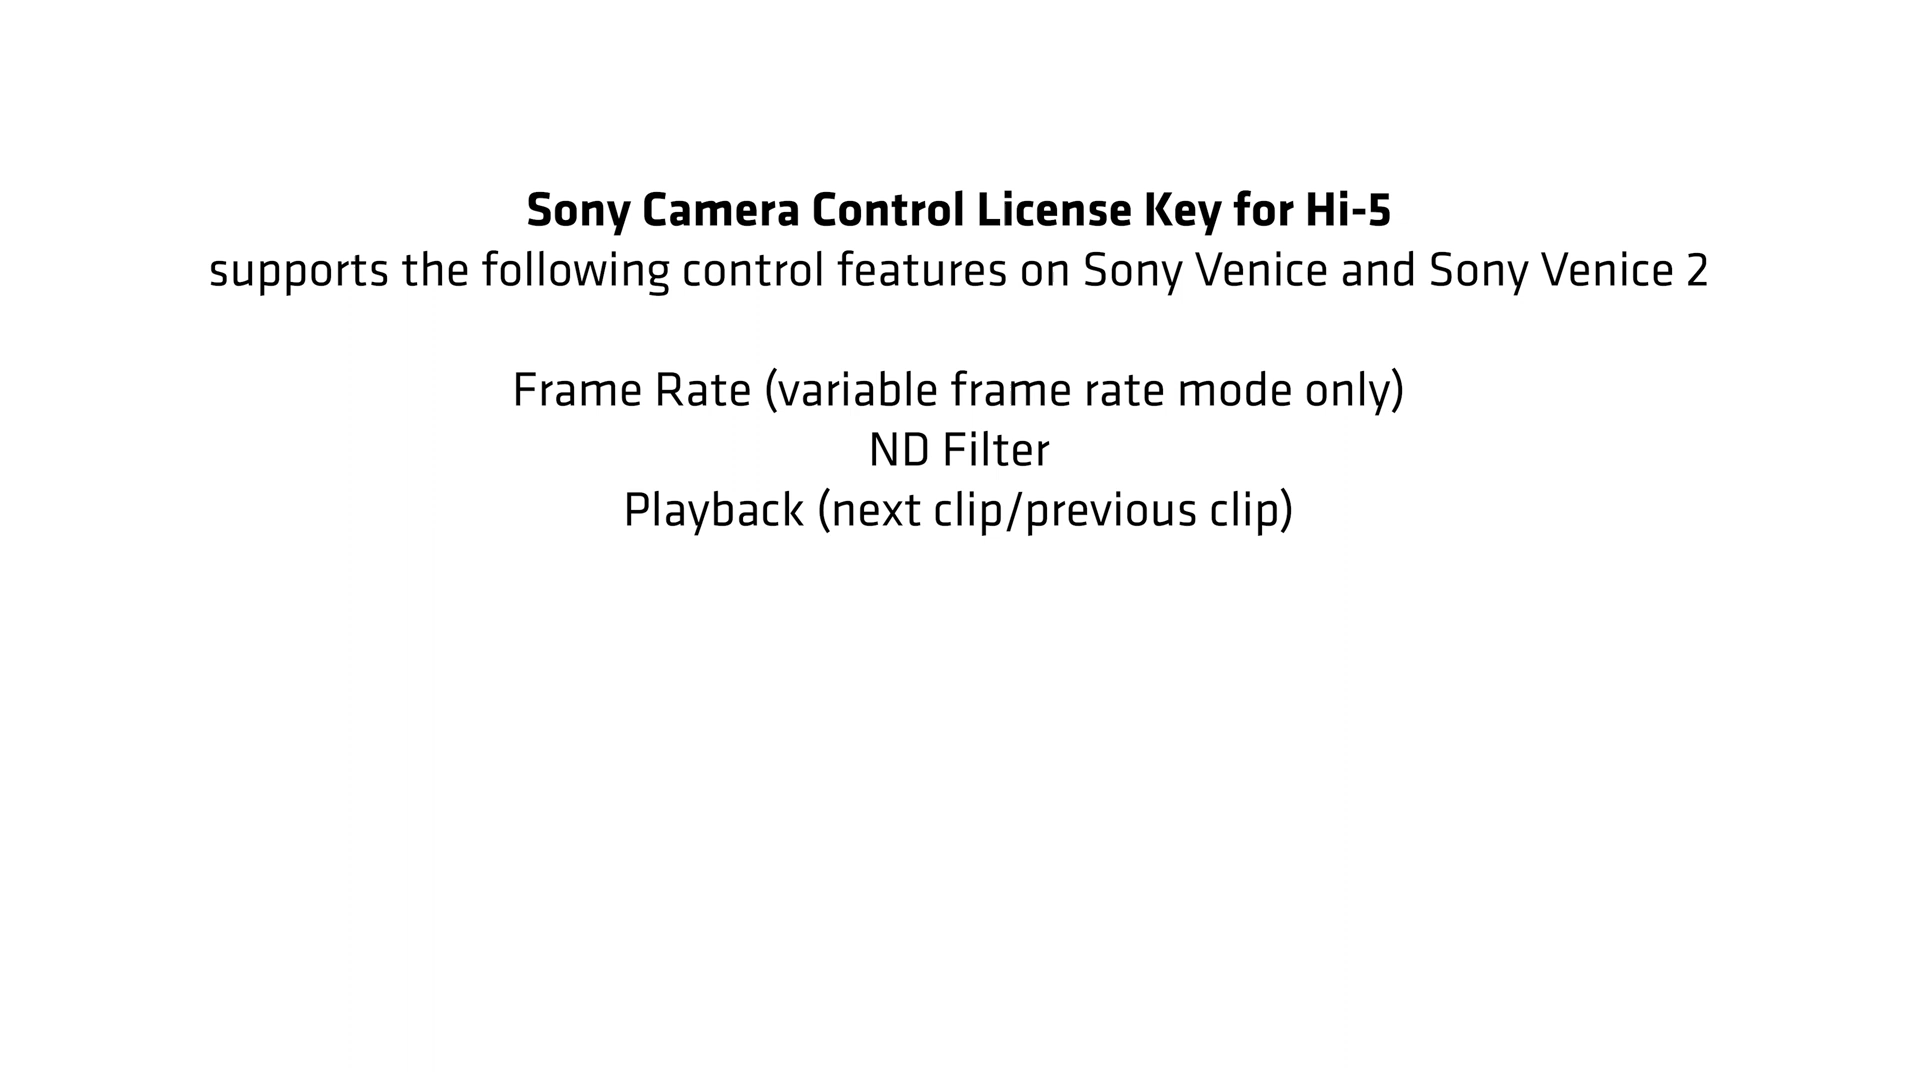 Sony Camera Control License Key for Hi-5
supports the following control features on Sony Venice and Sony Venice 2
Frame Rate (variable frame rate mode only)
ND Filter
Playback (next clip/previous clip)